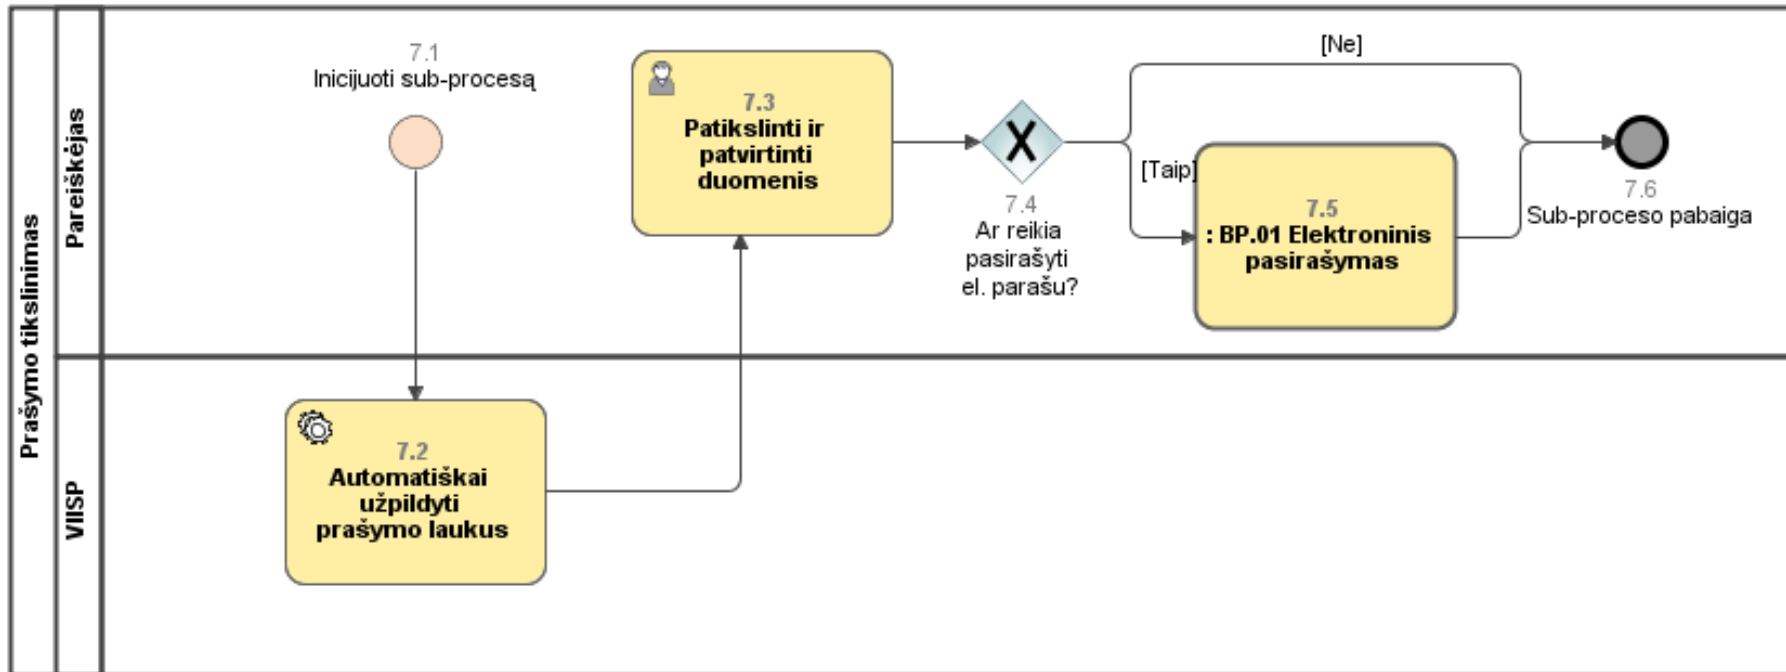 Prašymo tikslinimas
Pareiškėjas
7.1
Inicijuoti sub-procesą
7.3
Patikslinti ir
patvirtinti
duomenis
7.4
Ar reikia
pasirašyti
el. parašu?
[Ne]
[Taip]
7.5
: BP.01 Elektroninis
pasirašymas
7.6
Sub-proceso pabaiga
VIISP
7.2
Automatiškai
užpildyti
prašymo laukus